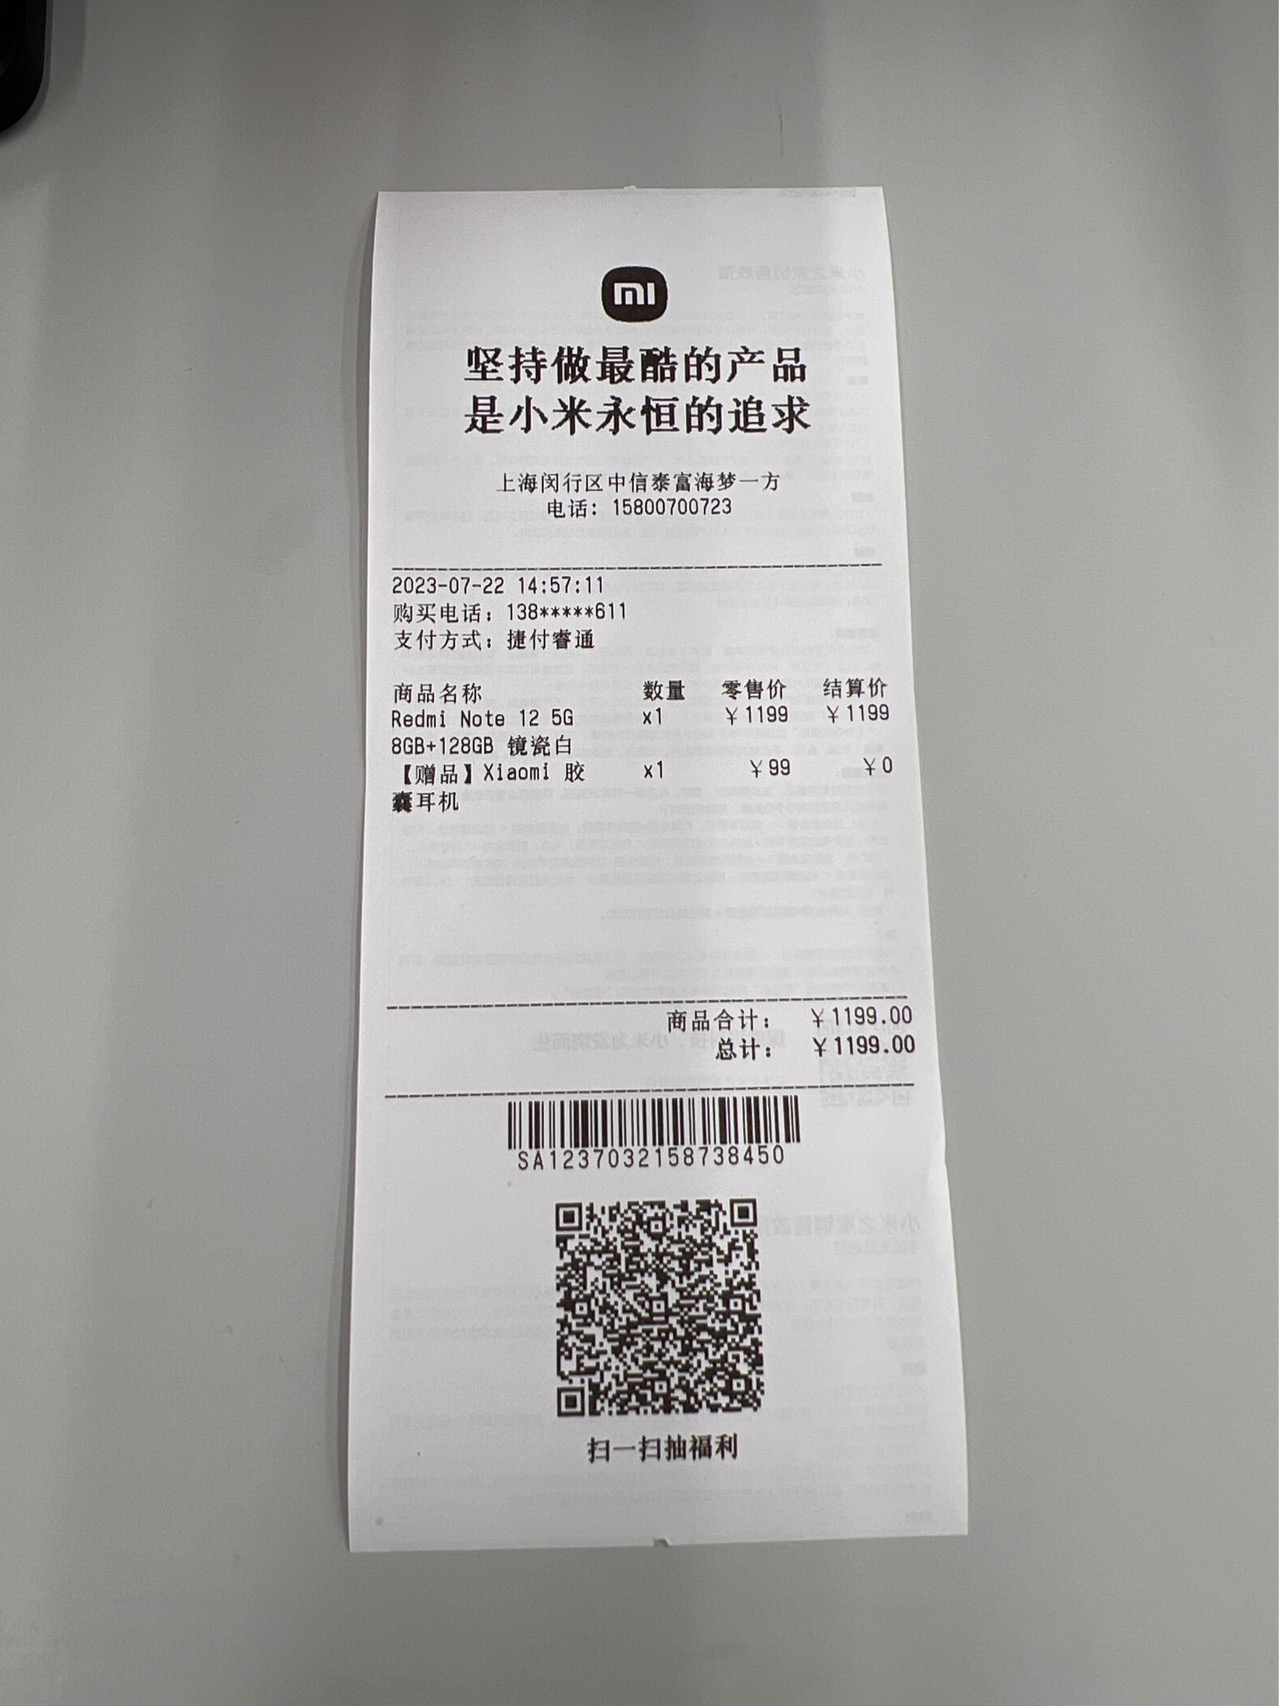 mi
坚持做最酷的产品
是小米永恒的追求
上海闵行区中信泰富海梦一方
电话: 15800700723
2023-07-22 14:57:11
购买电话: 138*****611
支付方式: 捷付睿通
商品名称 数量 零售价 结算价
Redmi Note 12 5G x1 ￥1199 ￥1199
8GB+128GB 镜瓷白
【赠品】Xiaomi 胶 x1 ￥99 ￥0
囊耳机
商品合计: ￥1199.00
总计: ￥1199.00
SA1237032158738450
扫一扫抽福利